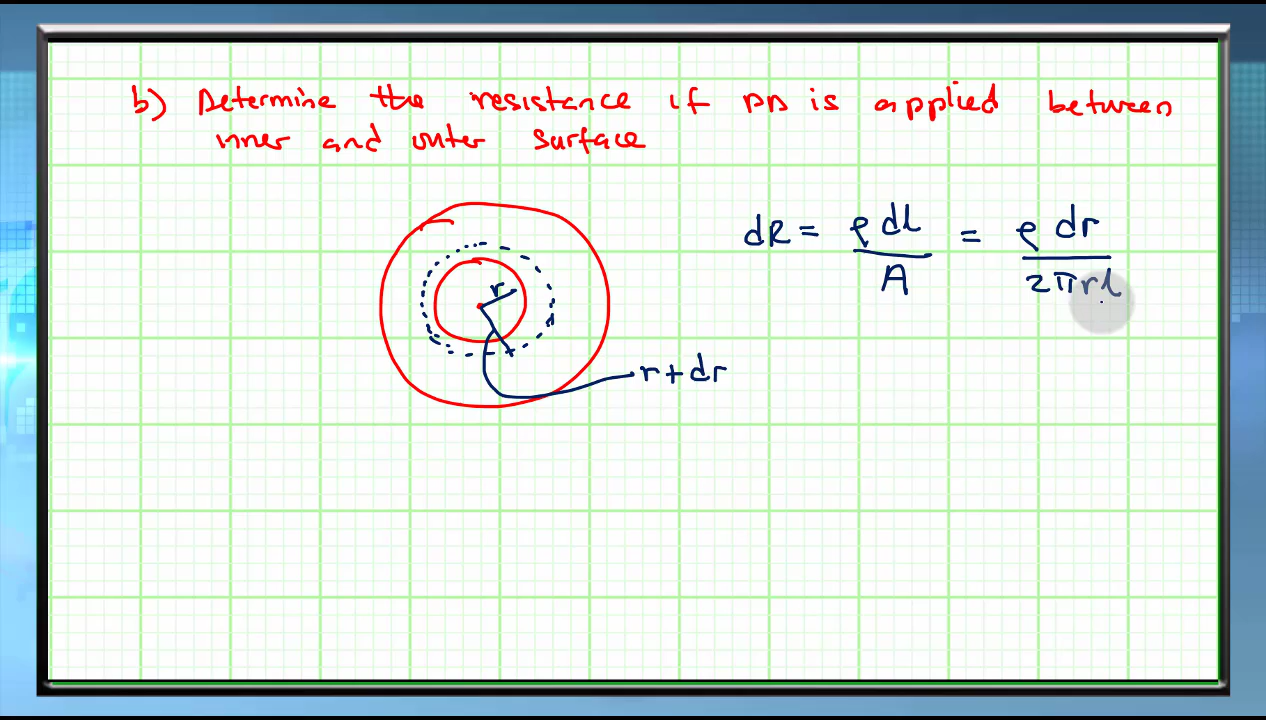 b) Determine the resistance if PD is applied between
inner and outer surface
r
r + dr
dR = ρ dl / A = ρ dr / 2πrl